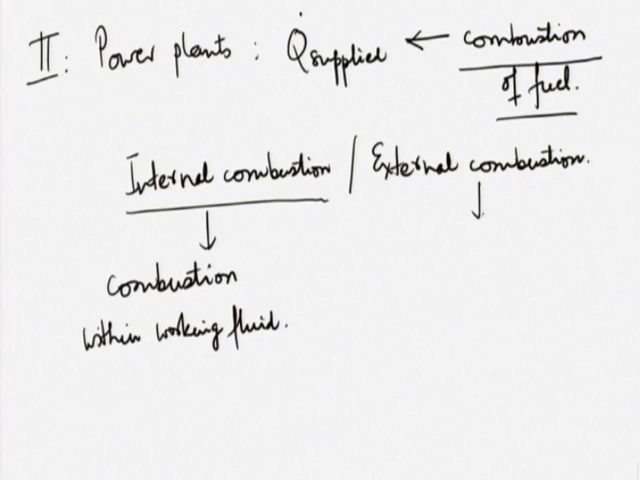 II: Power plants: Q̇supplied ← combustion
of fuel.
Internal combustion / External combustion.
↓ ↓
Combustion
within working fluid.